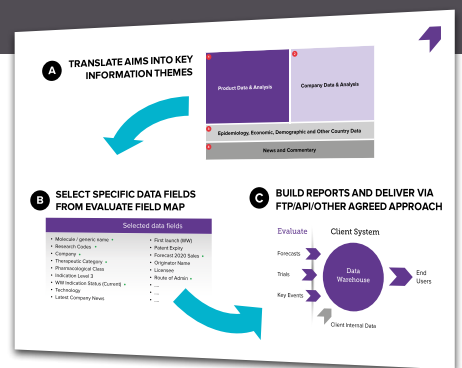 A
TRANSLATE AIMS INTO KEY
INFORMATION THEMES
Product Data & Analysis
Company Data & Analysis
Epidemiology, Economic, Demographic and Other Country Data
News and Commentary
B
SELECT SPECIFIC DATA FIELDS
FROM EVALUATE FIELD MAP
Selected data fields
• Molecule / generic name
• Research Codes
• Company
• Therapeutic Category
• Pharmacological Class
• Indication Level 3
• WW Indication Status (Current)
• Technology
• Latest Company News
• First launch (WW)
• Patent Expiry
• Forecast 2020 Sales
• Originator Name
• Licensee
• Route of Admin
• ...
• ...
• ...
C
BUILD REPORTS AND DELIVER VIA
FTP/API/OTHER AGREED APPROACH
Evaluate
Client System
Forecasts
Trials
Key Events
Data
Warehouse
End
Users
Client Internal Data